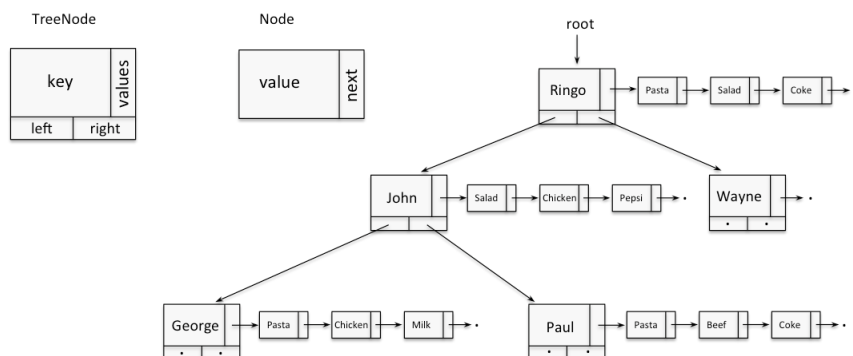 TreeNode
Node
key
values
left
right
value
next
root
Ringo
Pasta
Salad
Coke
John
Salad
Chicken
Pepsi
Wayne
George
Pasta
Chicken
Milk
Paul
Pasta
Beef
Coke